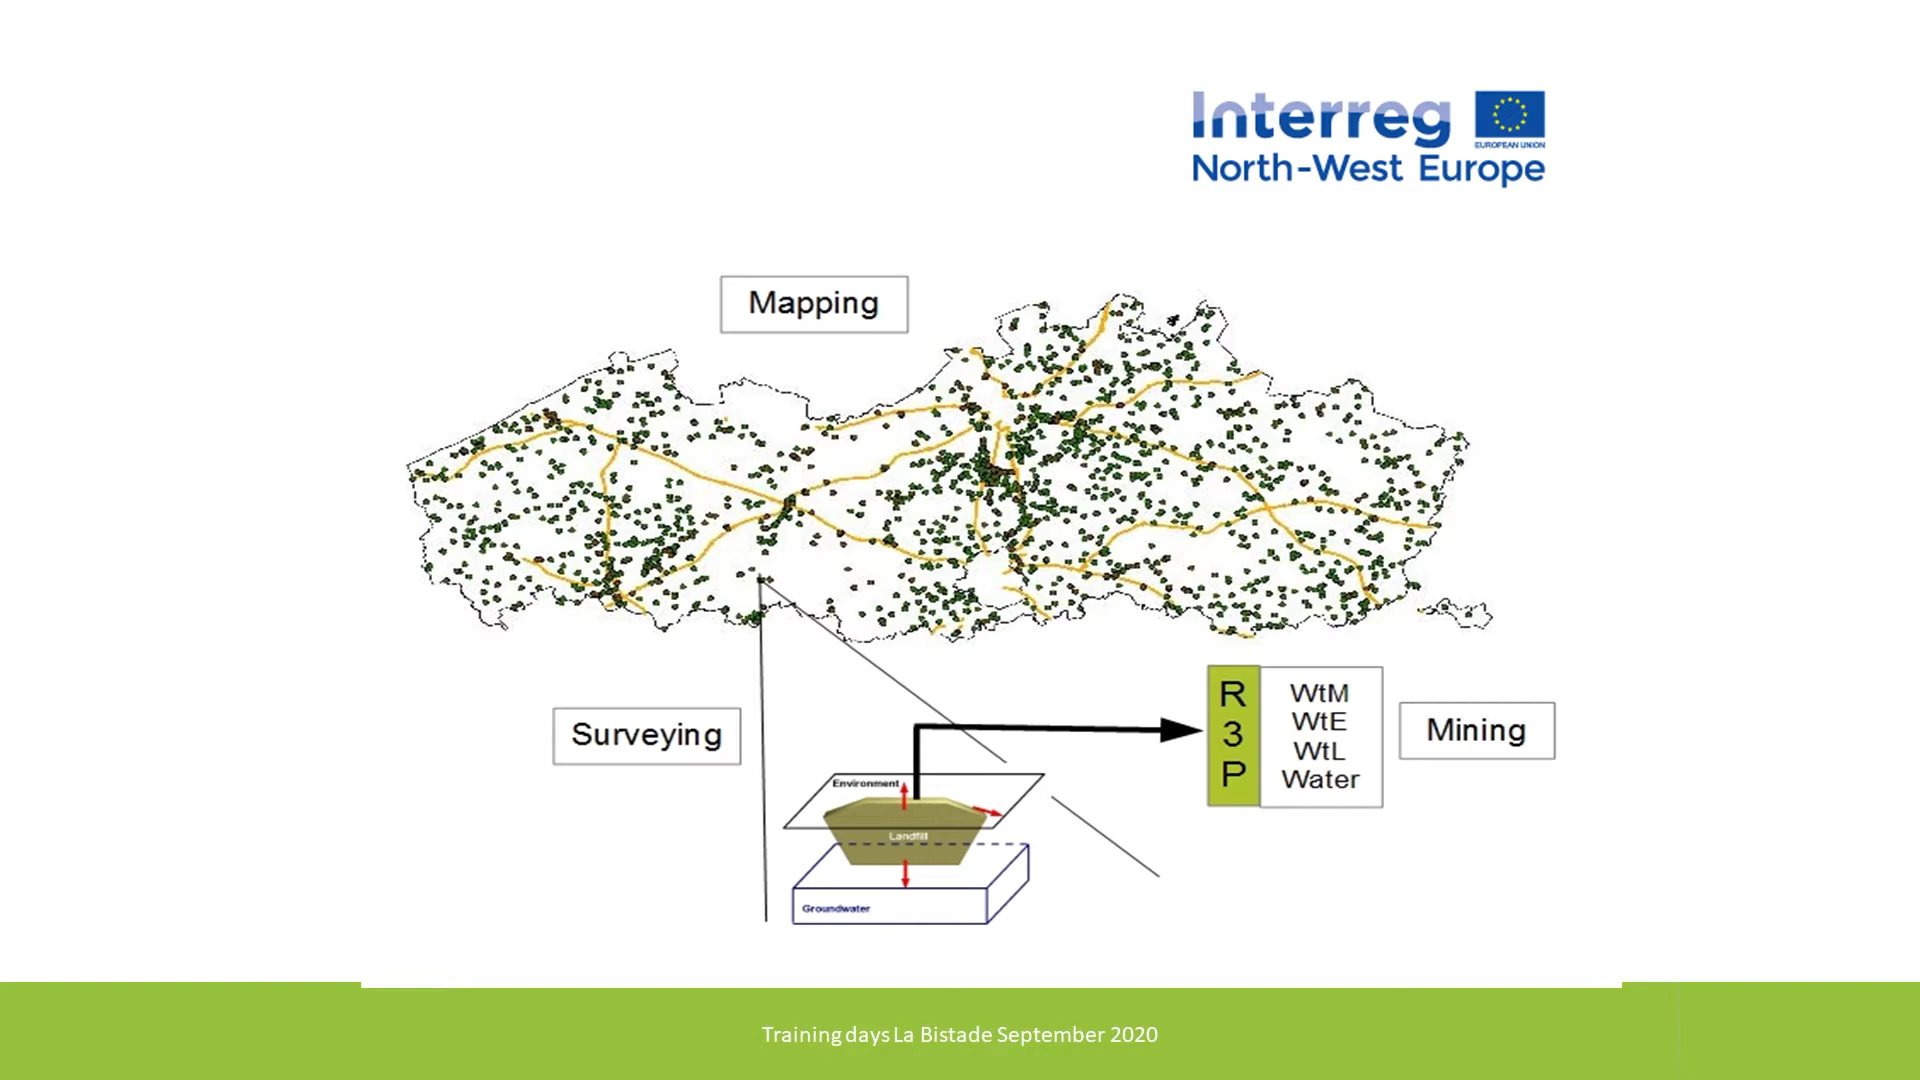 Interreg
EUROPEAN UNION
North-West Europe
Mapping
Surveying
Environment
Landfill
Groundwater
R
3
P
WtM
WtE
WtL
Water
Mining
Training days La Bistade September 2020